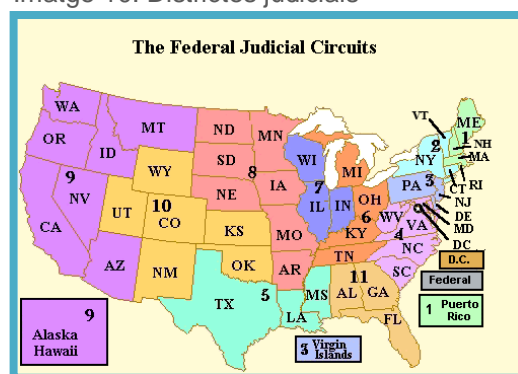 Imatge 10. Districtes judicials
The Federal Judicial Circuits
WA
MT
ND
MN
VT
ME
OR
ID
SD
WI
MI
2
1
NH
NY
MA
WY
9
8
IA
PA
3
CT
RI
NV
NE
7
OH
NJ
UT
10
CO
IL
IN
6
WV
DE
CA
KS
MO
KY
VA
MD
4
DC
NC
TN
AZ
NM
OK
AR
SC
D.C.
11
MS
AL
GA
Federal
TX
5
LA
FL
1 Puerto
Rico
9
Alaska
Hawaii
3 Virgin
Islands